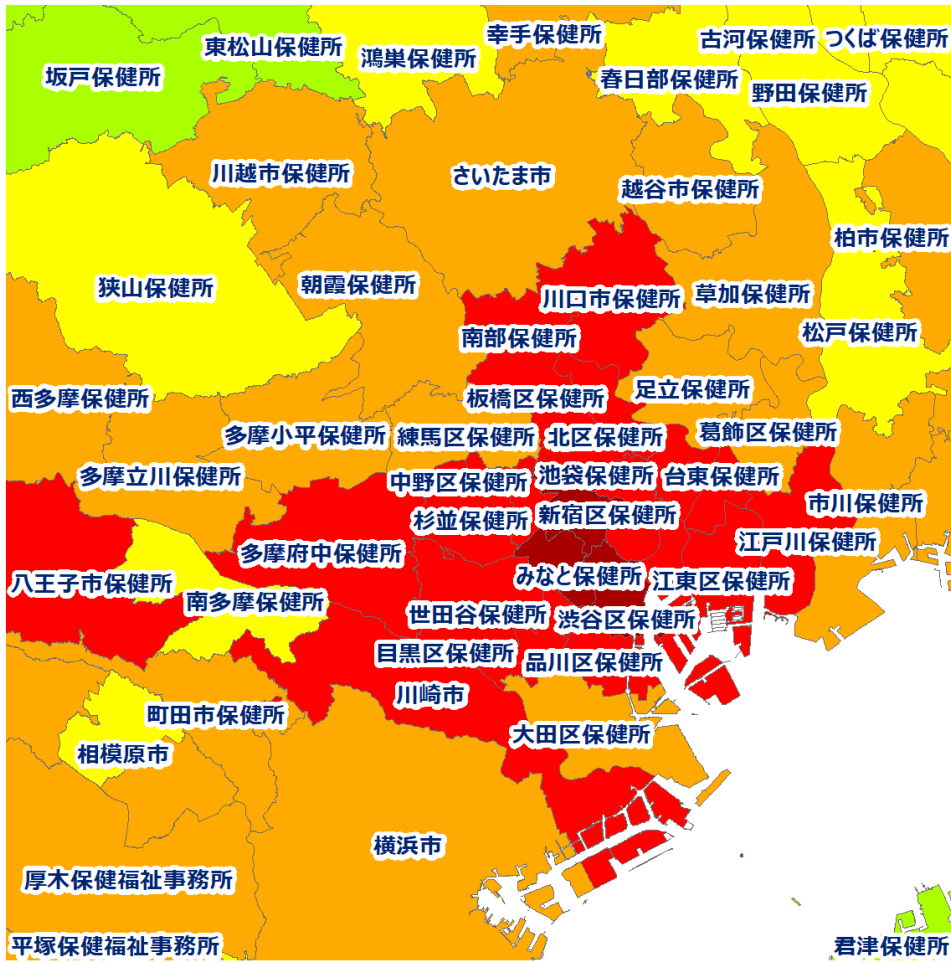 幸手保健所
古河保健所
つくば保健所
東松山保健所
鴻巣保健所
坂戸保健所
春日部保健所
野田保健所
川越市保健所
さいたま市
越谷市保健所
柏市保健所
狭山保健所
朝霞保健所
川口市保健所
草加保健所
南部保健所
松戸保健所
西多摩保健所
板橋区保健所
足立保健所
多摩小平保健所
練馬区保健所
北区保健所
葛飾区保健所
多摩立川保健所
中野区保健所
池袋保健所
台東保健所
市川保健所
杉並保健所
新宿区保健所
江戸川保健所
多摩府中保健所
八王子市保健所
みなと保健所
江東区保健所
南多摩保健所
世田谷保健所
渋谷区保健所
目黒区保健所
品川区保健所
川崎市
町田市保健所
大田区保健所
相模原市
横浜市
厚木保健福祉事務所
平塚保健福祉事務所
君津保健所